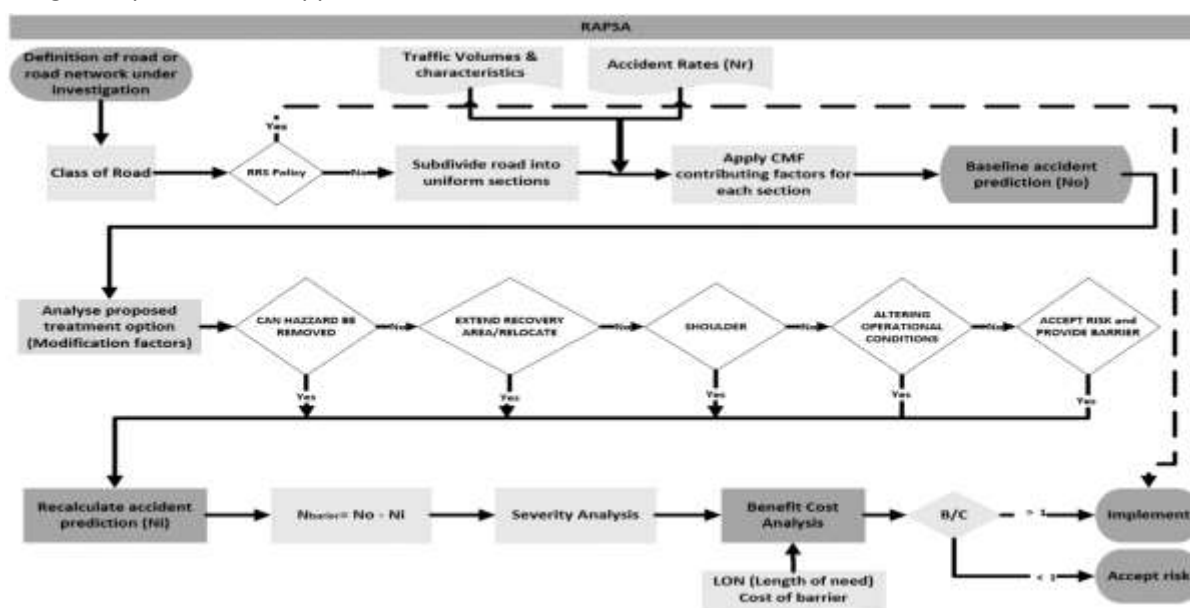 RAPSA
Definition of road or
road network under
investigation
Traffic Volumes &
characteristics
Accident Rates (Nr)
Yes
Class of Road
RRS Policy
No
Subdivide road into
uniform sections
Apply CMF
contributing factors for
each section
Baseline accident
prediction (No)
Analyse proposed
treatment option
(Modification factors)
CAN HAZZARD BE
REMOVED
No
EXTEND RECOVERY
AREA/RELOCATE
No
SHOULDER
No
ALTERING
OPERATIONAL
CONDITIONS
No
ACCEPT RISK and
PROVIDE BARRIER
Yes
Yes
Yes
Yes
Yes
Recalculate accident
prediction (Ni)
Nbarier= No - Ni
Severity Analysis
Benefit Cost
Analysis
B/C
> 1
Implement
< 1
Accept risk
LON (Length of need)
Cost of barrier